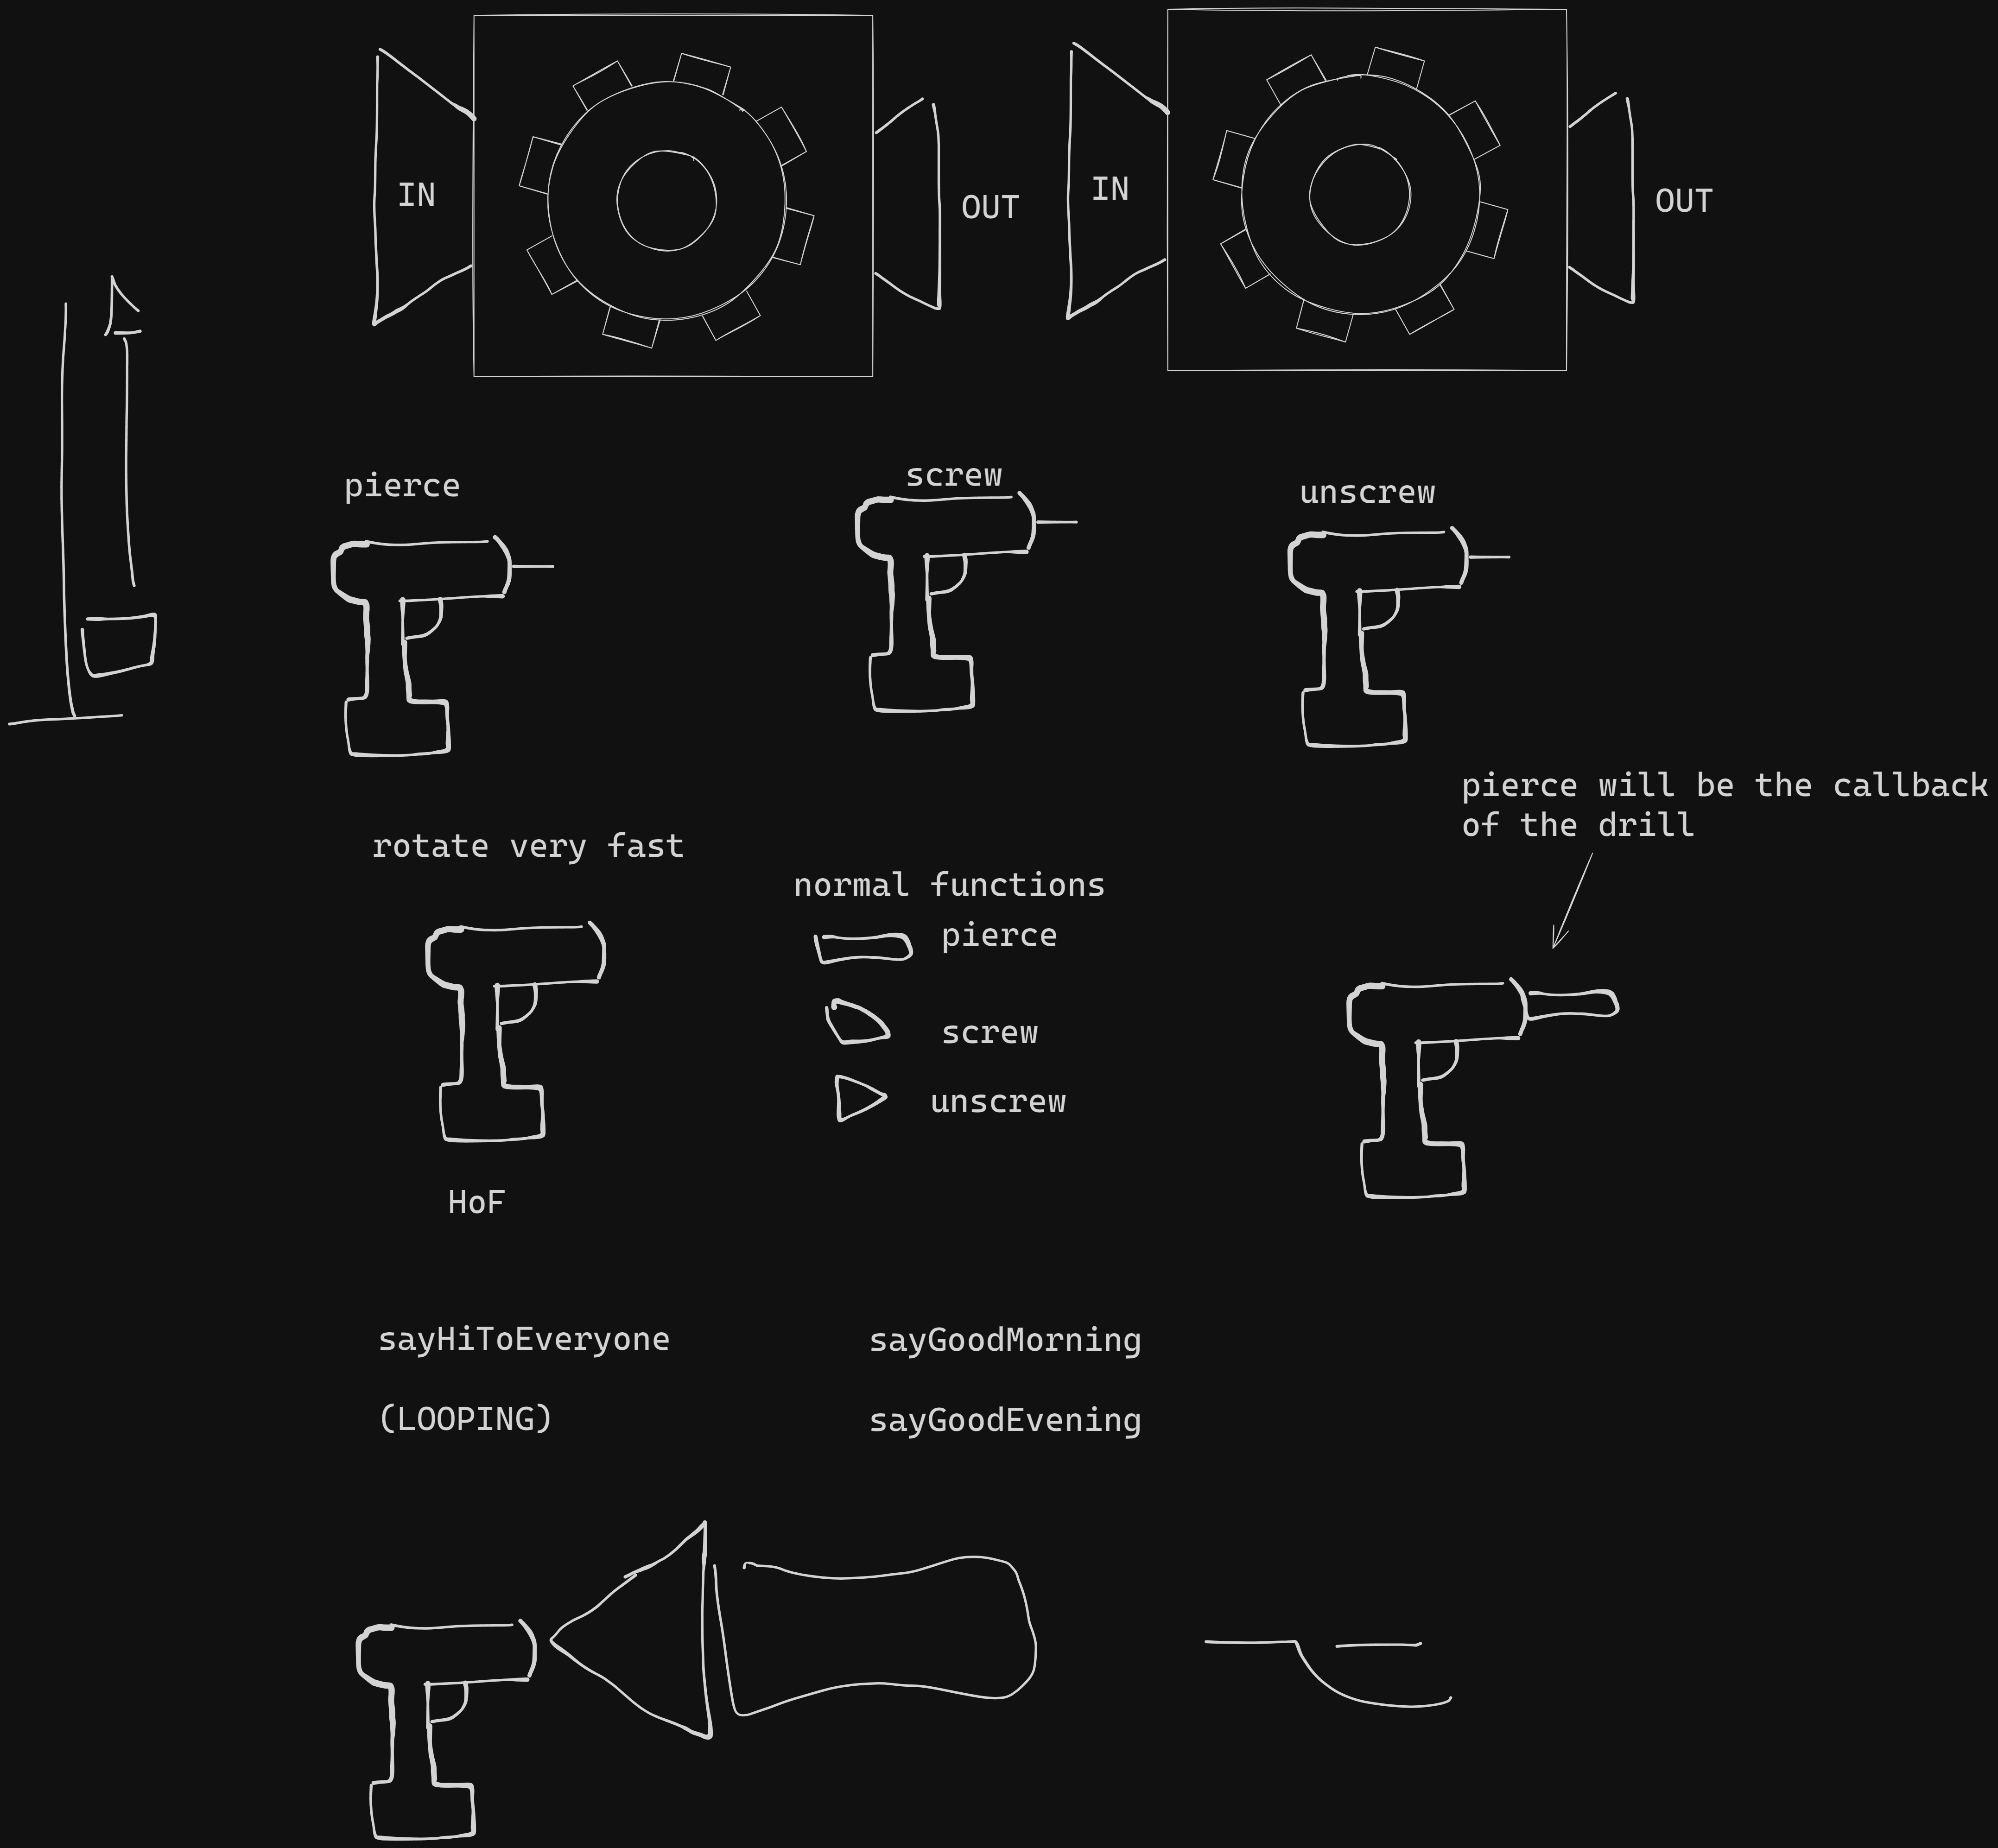 IN
OUT
IN
OUT
pierce
screw
unscrew
pierce will be the callback
of the drill
rotate very fast
normal functions
pierce
screw
unscrew
HoF
sayHiToEveryone
sayGoodMorning
(LOOPING)
sayGoodEvening